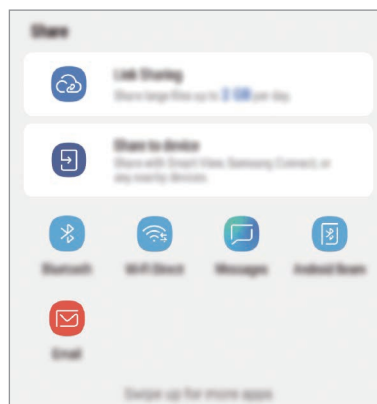 Share
Link Sharing
Share large files up to 2 GB per day.
Share to device
Share with Smart View, Samsung Connect, or
any nearby devices.
Bluetooth Wi-Fi Direct Messages Android Beam
Email
Swipe up for more apps